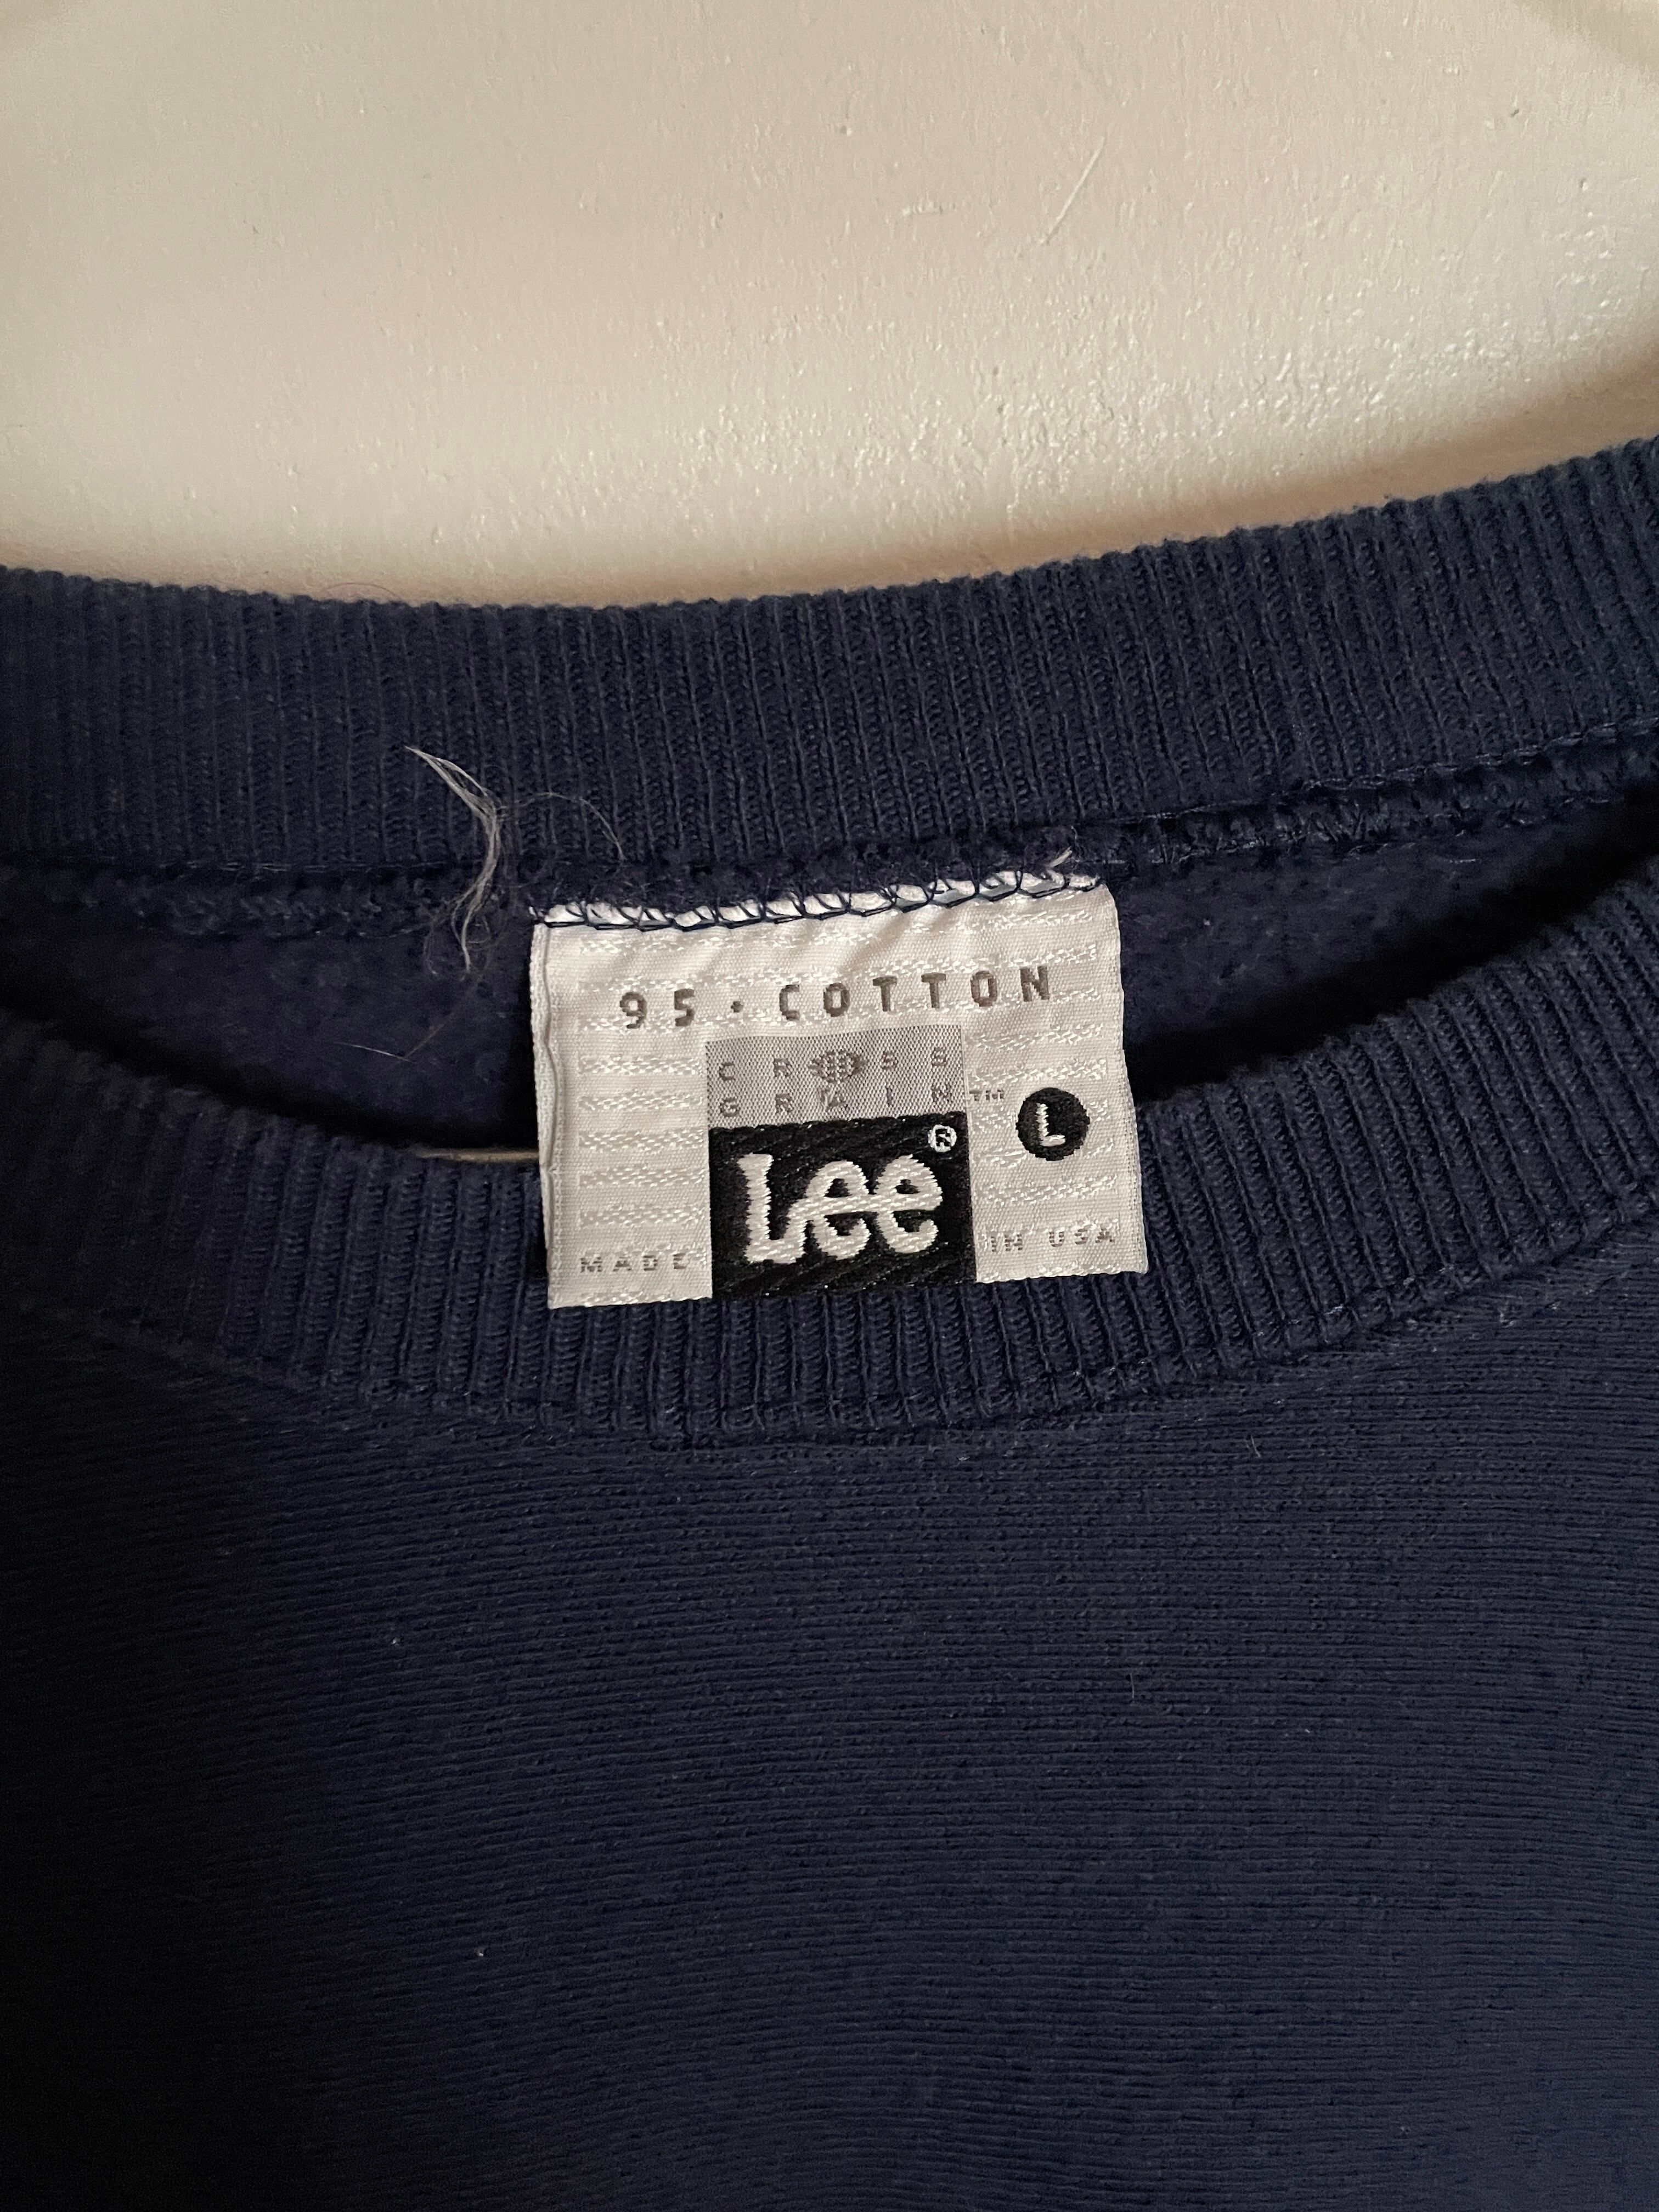 95 • COTTON
CROSS
GRAIN™
L
Lee®
MADE IN USA